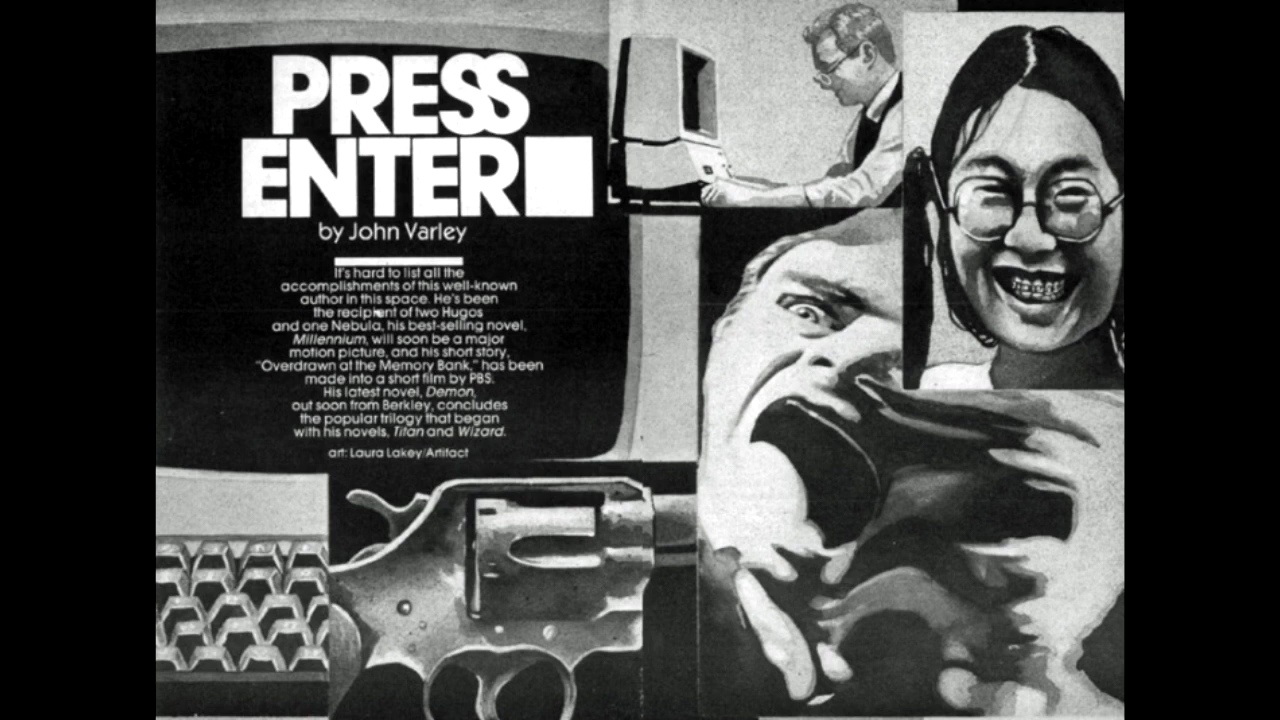 PRESS
ENTER■
by John Varley
It's hard to list all the
accomplishments of this well-known
author in this space. He's been
the recipient of two Hugos
and one Nebula, his best-selling novel,
Millennium, will soon be a major
motion picture, and his short story,
"Overdrawn at the Memory Bank," has been
made into a short film by PBS.
His latest novel, Demon,
out soon from Berkley, concludes
the popular trilogy that began
with his novels, Titan and Wizard.
art: Laura Lakey/Artifact